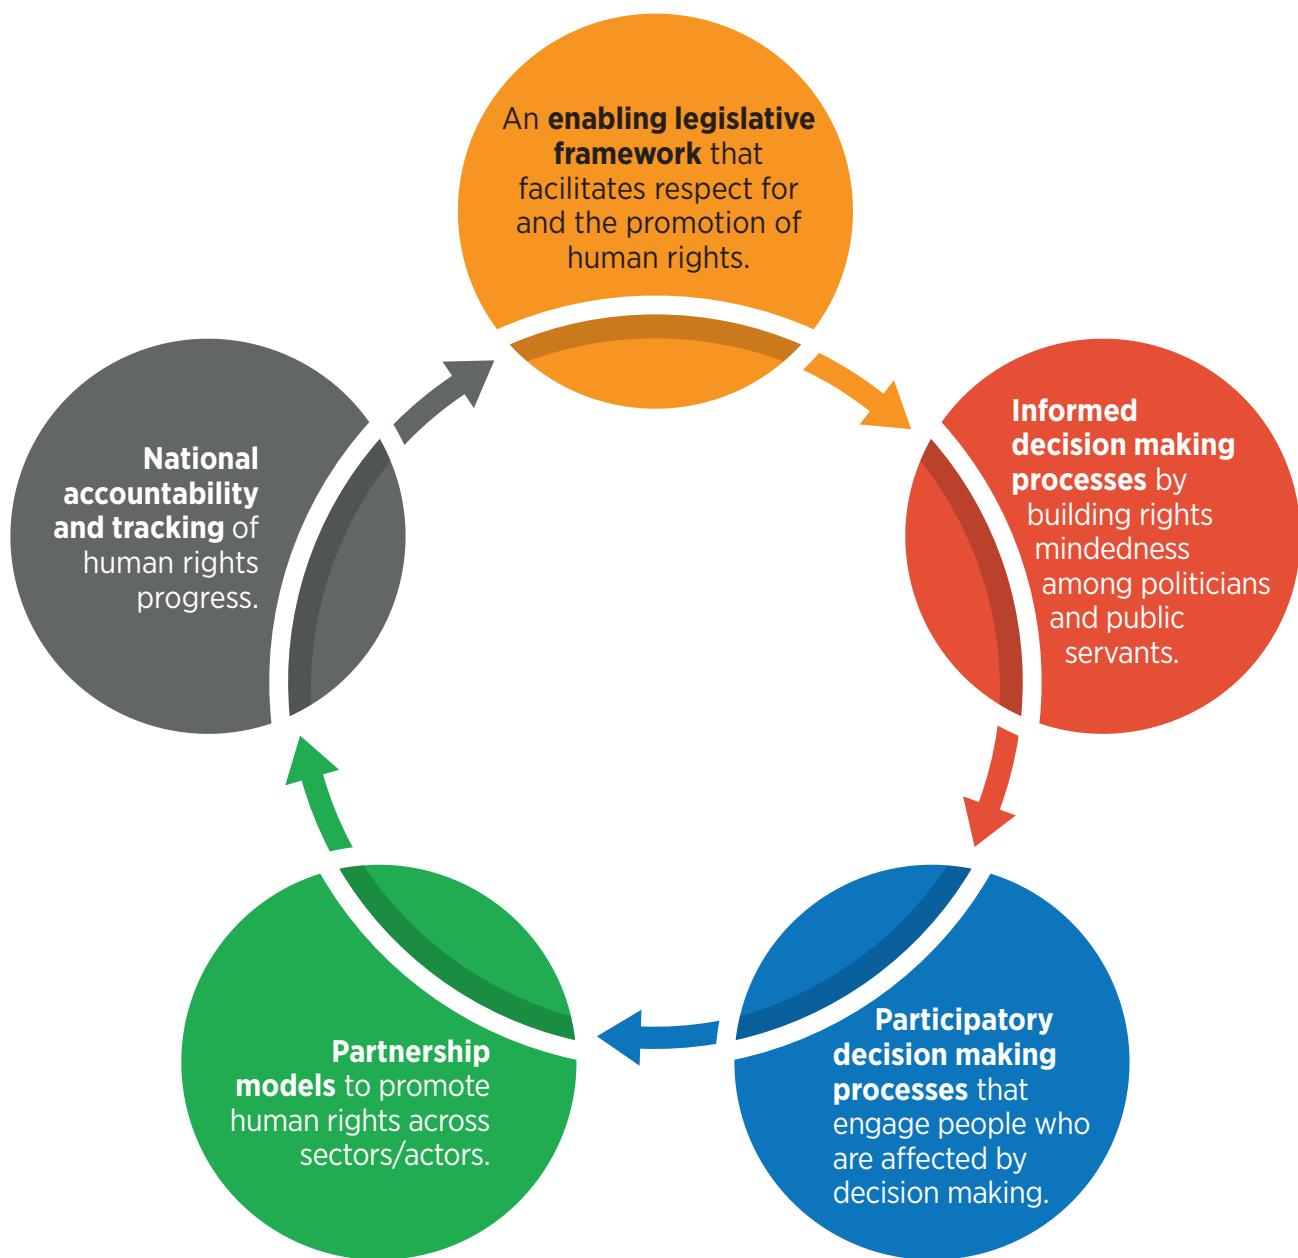 An enabling legislative
framework that
facilitates respect for
and the promotion of
human rights.
Informed
decision making
processes by
building rights
mindedness
among politicians
and public
servants.
Participatory
decision making
processes that
engage people who
are affected by
decision making.
Partnership
models to promote
human rights across
sectors/actors.
National
accountability
and tracking of
human rights
progress.